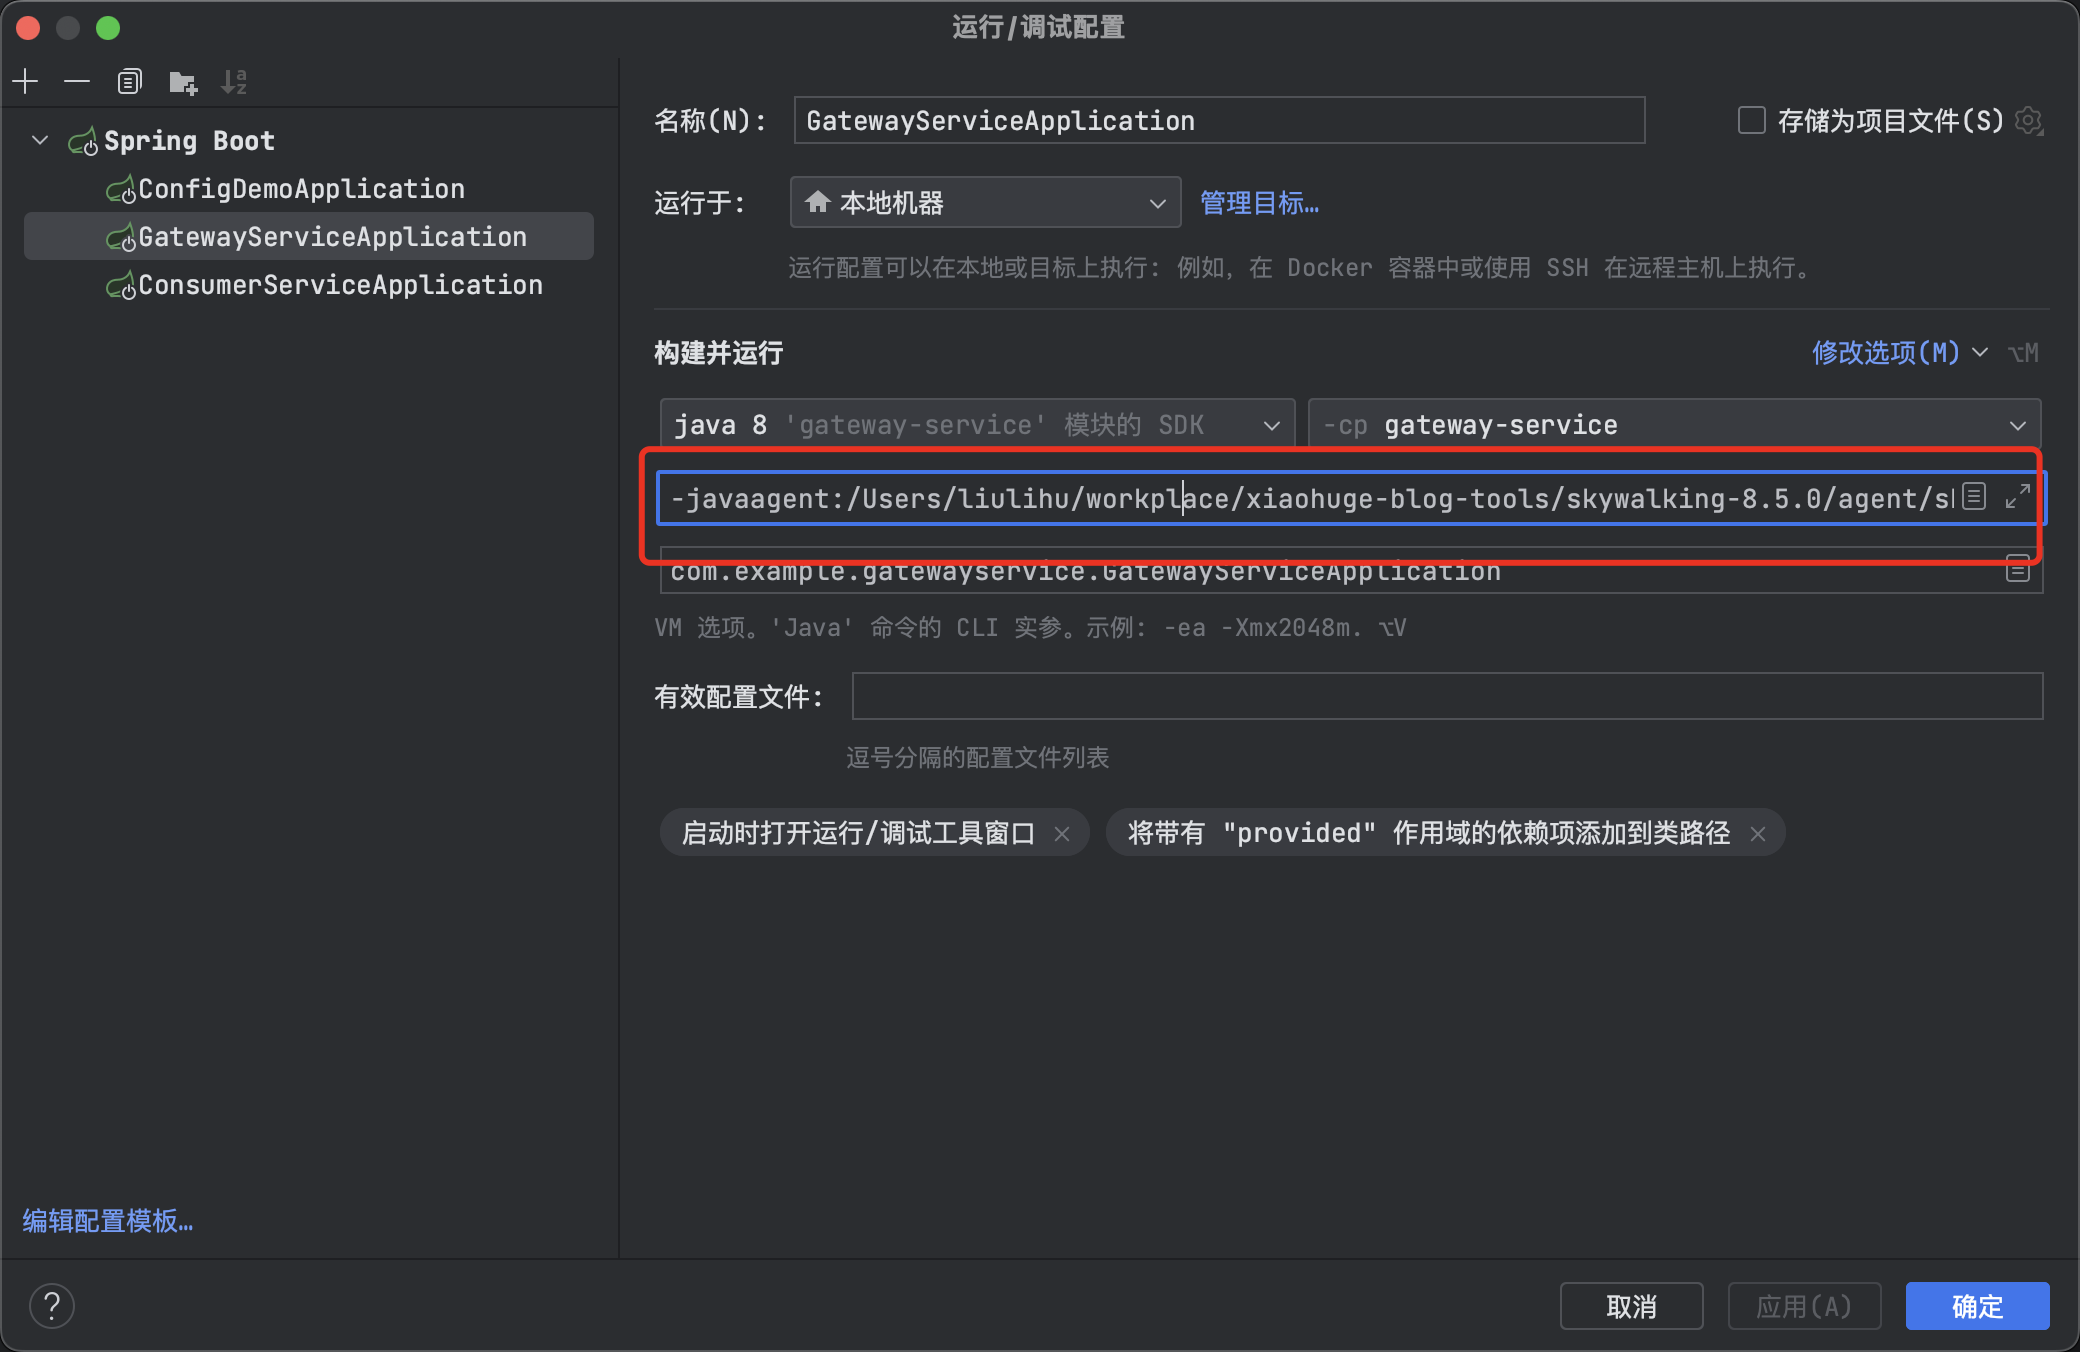 运行/调试配置
Spring Boot
ConfigDemoApplication
GatewayServiceApplication
ConsumerServiceApplication
编辑配置模板...
名称(N):
GatewayServiceApplication
存储为项目文件(S)
运行于:
本地机器
管理目标...
运行配置可以在本地或目标上执行: 例如, 在 Docker 容器中或使用 SSH 在远程主机上执行。
构建并运行
修改选项(M)
⌥M
java 8 'gateway-service' 模块的 SDK
-cp gateway-service
-javaagent:/Users/liulihu/workplace/xiaohuge-blog-tools/skywalking-8.5.0/agent/s
com.example.gatewayservice.GatewayServiceApplication
VM 选项。'Java' 命令的 CLI 实参。示例: -ea -Xmx2048m. ⌥V
有效配置文件:
逗号分隔的配置文件列表
启动时打开运行/调试工具窗口
将带有 "provided" 作用域的依赖项添加到类路径
?
取消
应用(A)
确定